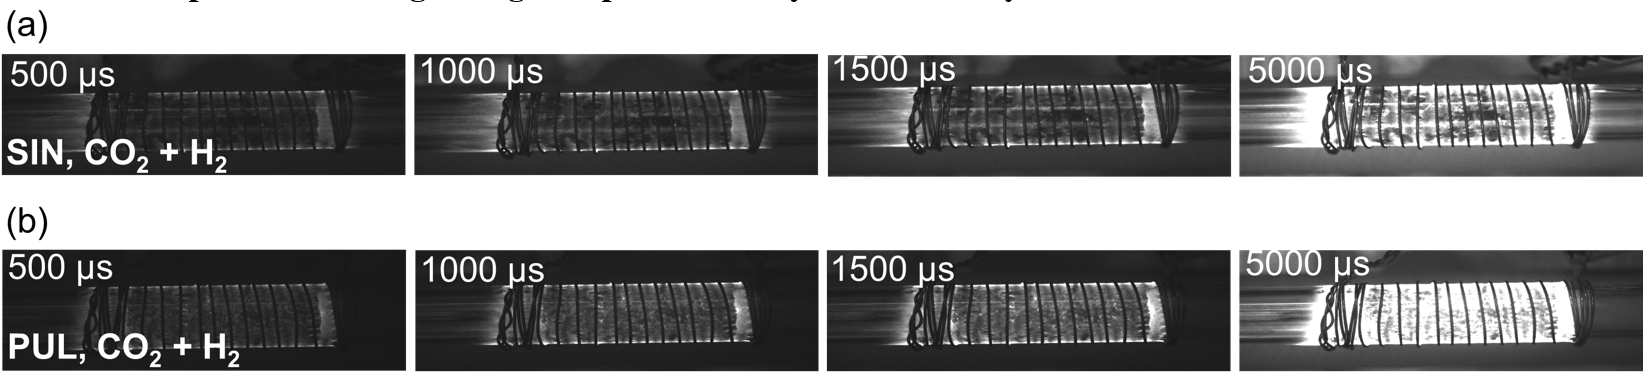 (a)
500 µs
1000 µs
1500 µs
5000 µs
SIN, CO₂ + H₂
(b)
500 µs
1000 µs
1500 µs
5000 µs
PUL, CO₂ + H₂